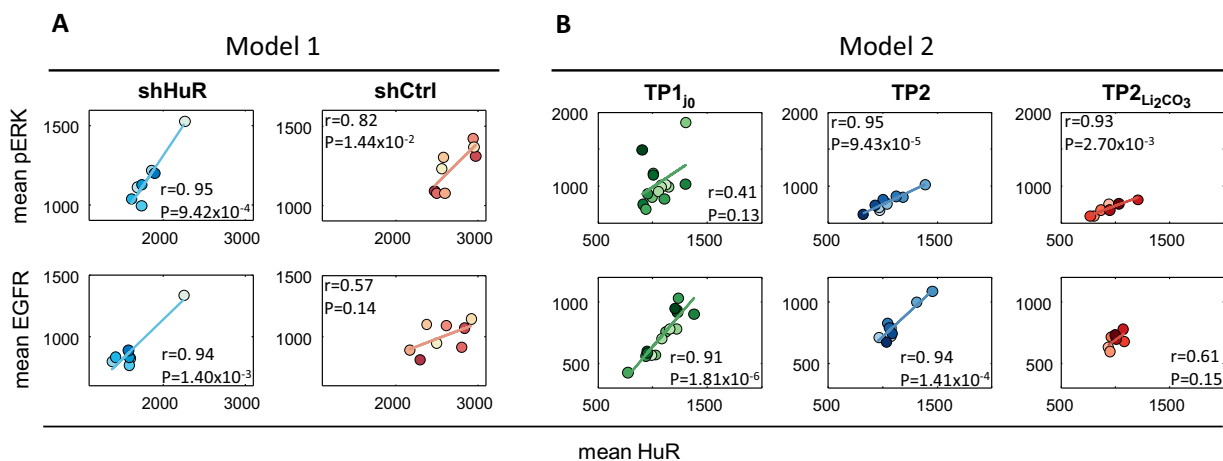 A
B
Model 1
Model 2
shHuR
shCtrl
TP1j0
TP2
TP2Li2CO3
mean pERK
1500
1000
2000
3000
r=0. 95
P=9.42x10-4
1500
1000
2000
3000
r=0. 82
P=1.44x10-2
2000
1000
500
1500
r=0.41
P=0.13
2000
1000
500
1500
r=0. 95
P=9.43x10-5
2000
1000
500
1500
r=0.93
P=2.70x10-3
mean EGFR
1500
1000
2000
3000
r=0. 94
P=1.40x10-3
1500
1000
2000
3000
r=0.57
P=0.14
1000
500
500
1500
r=0. 91
P=1.81x10-6
1000
500
500
1500
r=0. 94
P=1.41x10-4
1000
500
500
1500
r=0.61
P=0.15
mean HuR